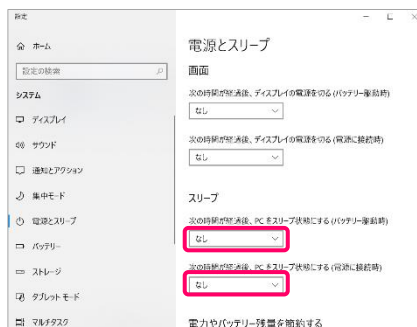 設定
ホーム
設定の検索
システム
ディスプレイ
サウンド
通知とアクション
集中モード
電源とスリープ
バッテリー
ストレージ
タブレット モード
マルチタスク
電源とスリープ
画面
次の時間が経過後、ディスプレイの電源を切る (バッテリー駆動時)
なし
次の時間が経過後、ディスプレイの電源を切る (電源に接続時)
なし
スリープ
次の時間が経過後、PC をスリープ状態にする (バッテリー駆動時)
なし
次の時間が経過後、PC をスリープ状態にする (電源に接続時)
なし
電力やバッテリー残量を節約する